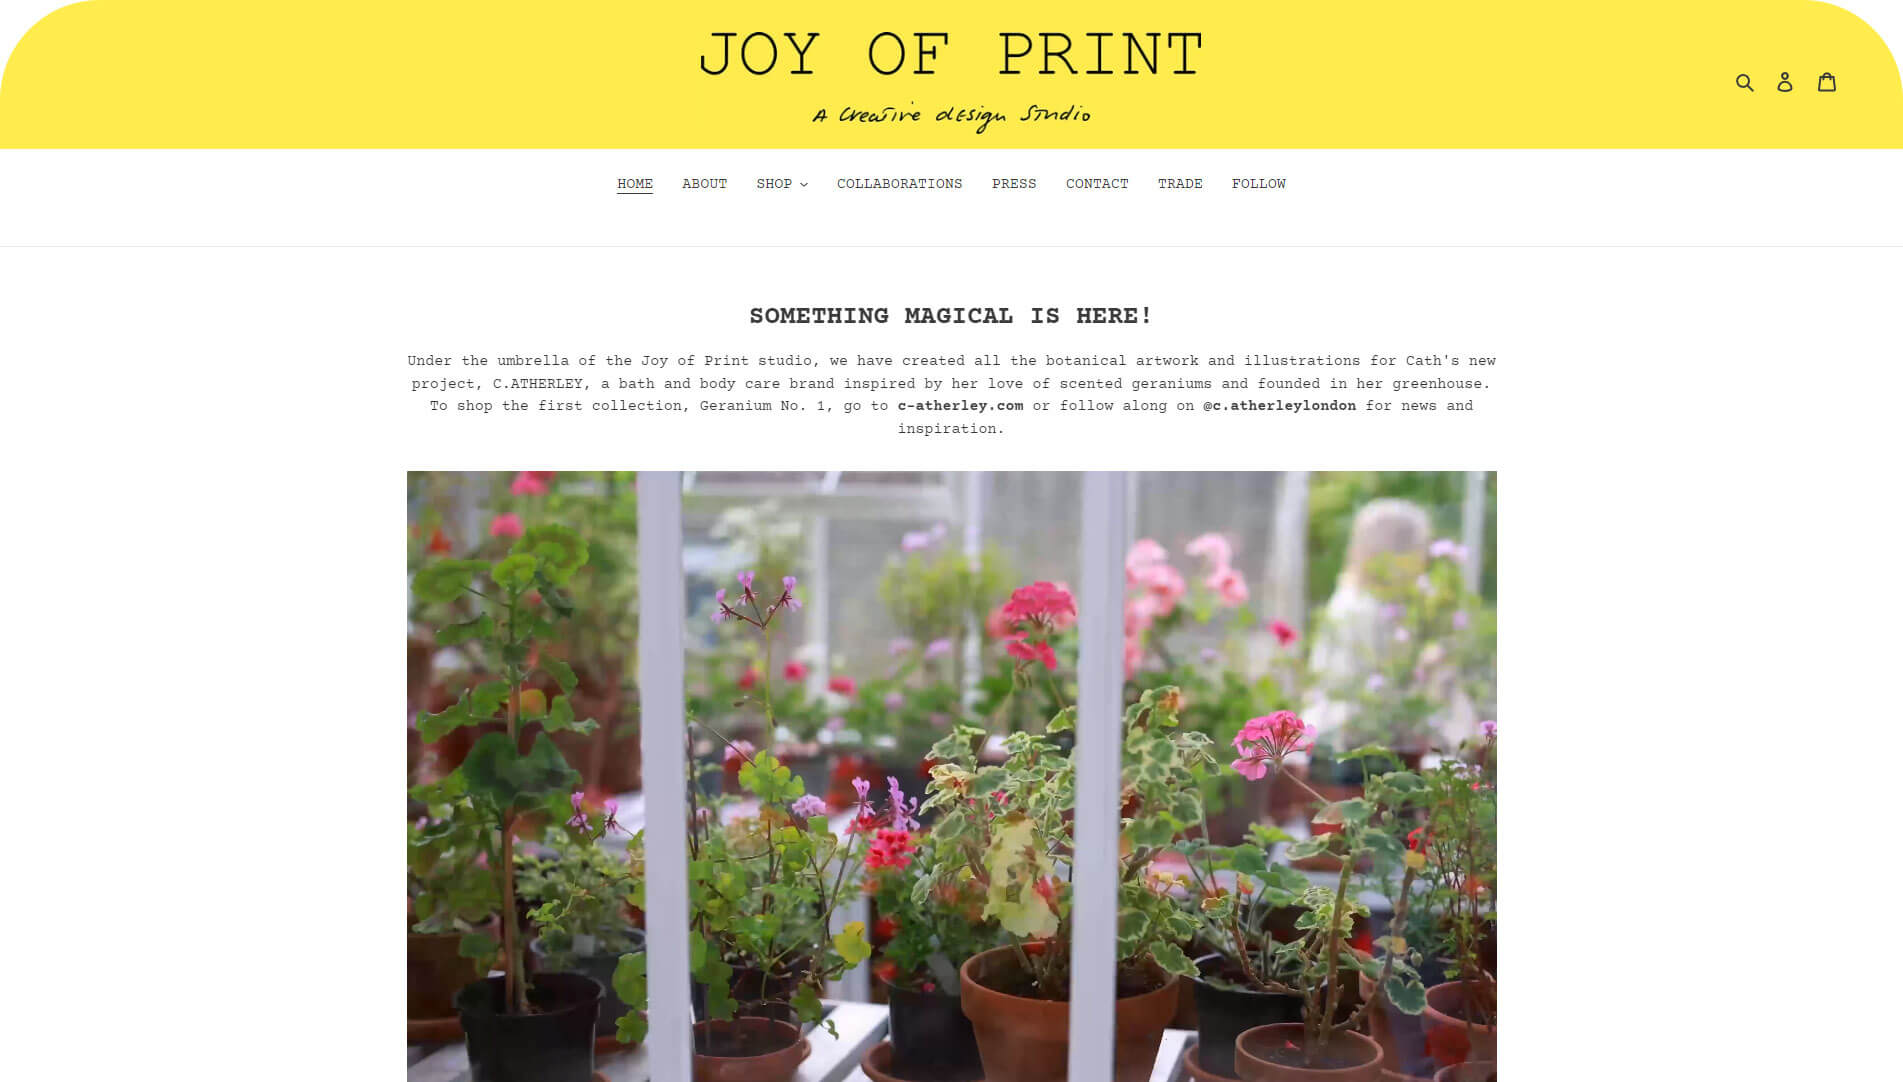 JOY OF PRINT
A creative design Studio
HOME ABOUT SHOP COLLABORATIONS PRESS CONTACT TRADE FOLLOW
SOMETHING MAGICAL IS HERE!
Under the umbrella of the Joy of Print studio, we have created all the botanical artwork and illustrations for Cath's new
project, C.ATHERLEY, a bath and body care brand inspired by her love of scented geraniums and founded in her greenhouse.
To shop the first collection, Geranium No. 1, go to c-atherley.com or follow along on @c.atherleylondon for news and
inspiration.